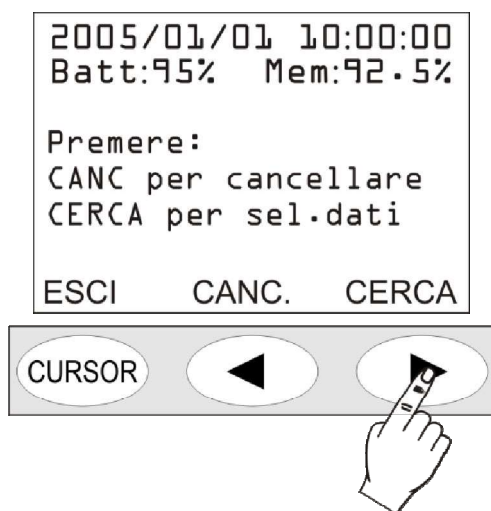 2005/01/01 10:00:00
Batt:95% Mem:92.5%
Premere:
CANC per cancellare
CERCA per sel.dati
ESCI CANC. CERCA
CURSOR